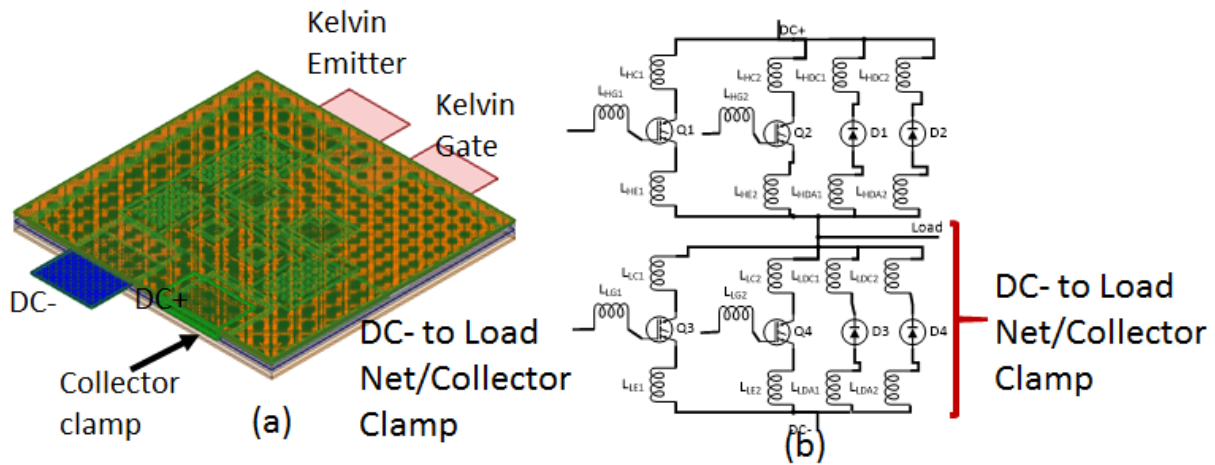 Kelvin
Emitter
Kelvin
Gate
DC-
DC+
Collector
clamp
DC- to Load
Net/Collector
Clamp
(a)
DC+
LHC1
LHC2
LHDC1
LHDC2
LHG1
LHG2
Q1
Q2
D1
D2
LHE1
LHE2
LHDA1
LHDA2
Load
LLC1
LLC2
LLDC1
LLDC2
LLG1
LLG2
Q3
Q4
D3
D4
LLE1
LLE2
LLDA1
LLDA2
DC-
(b)
DC- to Load
Net/Collector
Clamp